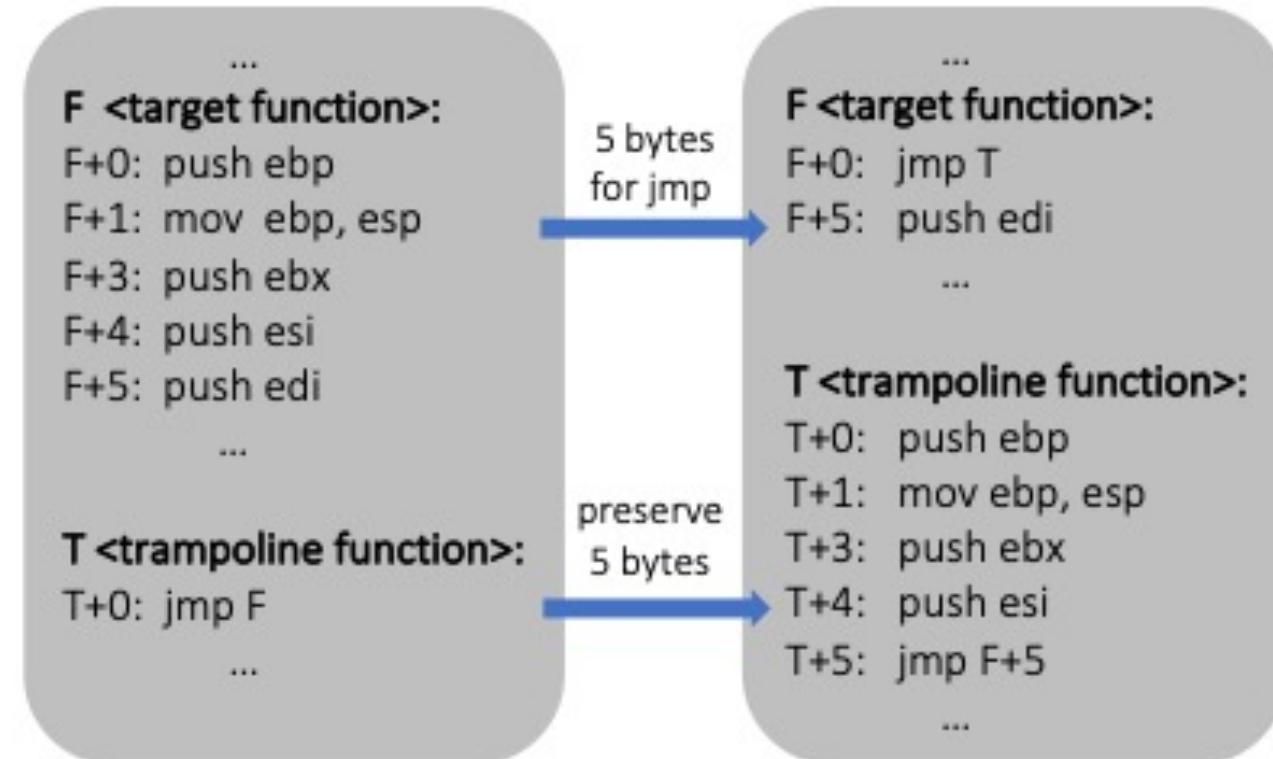 ...
F <target function>:
F+0: push ebp
F+1: mov ebp, esp
F+3: push ebx
F+4: push esi
F+5: push edi
...
T <trampoline function>:
T+0: jmp F
...
5 bytes
for jmp
preserve
5 bytes
...
F <target function>:
F+0: jmp T
F+5: push edi
...
T <trampoline function>:
T+0: push ebp
T+1: mov ebp, esp
T+3: push ebx
T+4: push esi
T+5: jmp F+5
...